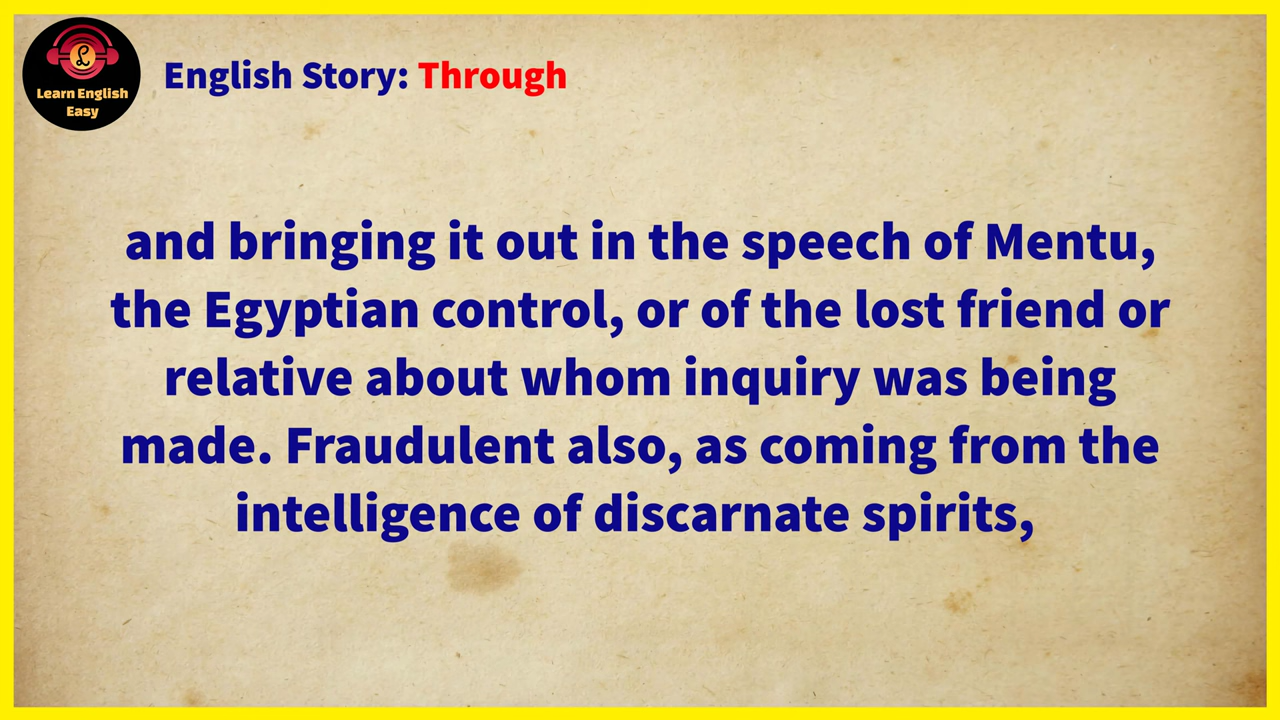 Learn English
Easy
English Story: Through
and bringing it out in the speech of Mentu,
the Egyptian control, or of the lost friend or
relative about whom inquiry was being
made. Fraudulent also, as coming from the
intelligence of discarnate spirits,